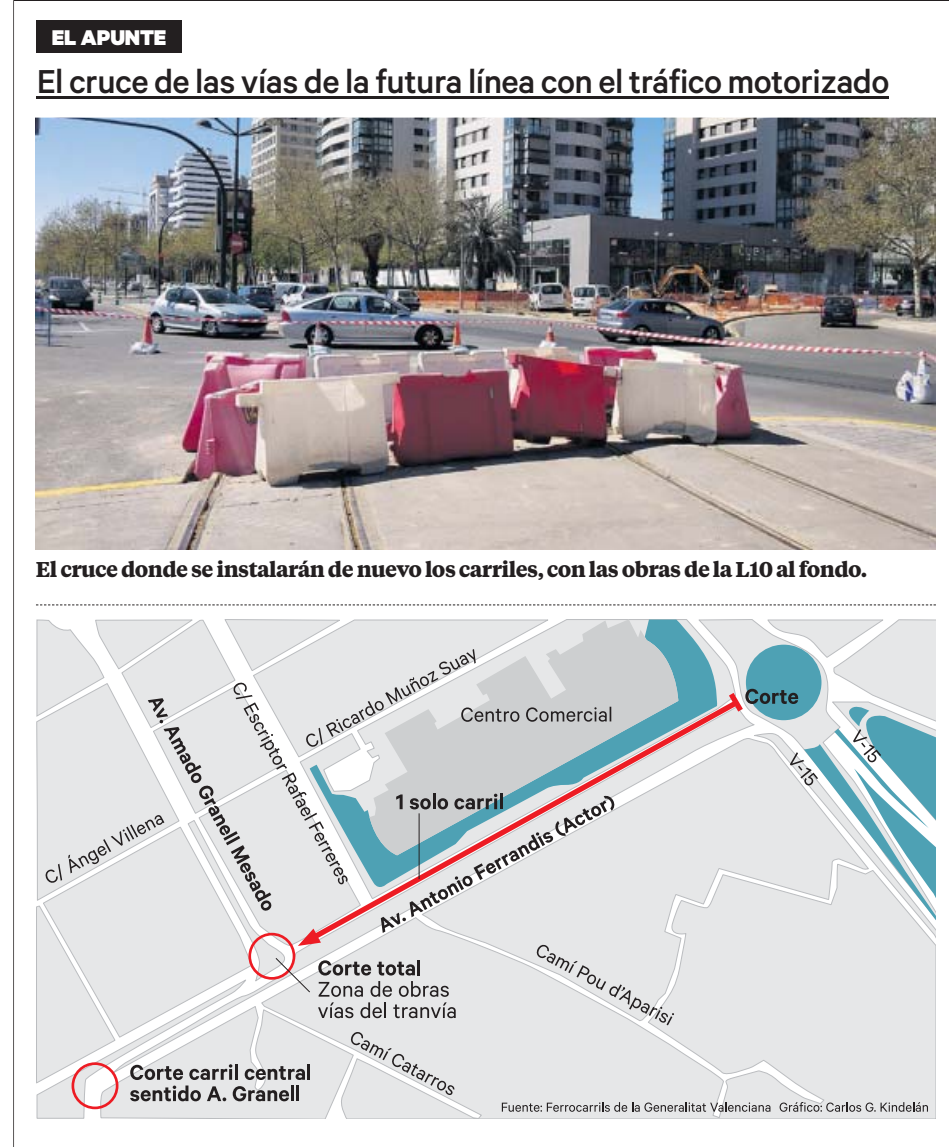 EL APUNTE
El cruce de las vías de la futura línea con el tráfico motorizado
El cruce donde se instalarán de nuevo los carriles, con las obras de la L10 al fondo.
Av. Amado Granell Mesado
C/ Escriptor Rafael Ferreres
C/ Ricardo Muñoz Suay
Centro Comercial
Corte
V-15
V-15
1 solo carril
C/ Ángel Villena
Av. Antonio Ferrandis (Actor)
Corte total
Zona de obras
vías del tranvía
Camí Pou d'Aparisi
Camí Catarros
Corte carril central
sentido A. Granell
Fuente: Ferrocarrils de la Generalitat Valenciana Gráfico: Carlos G. Kindelán